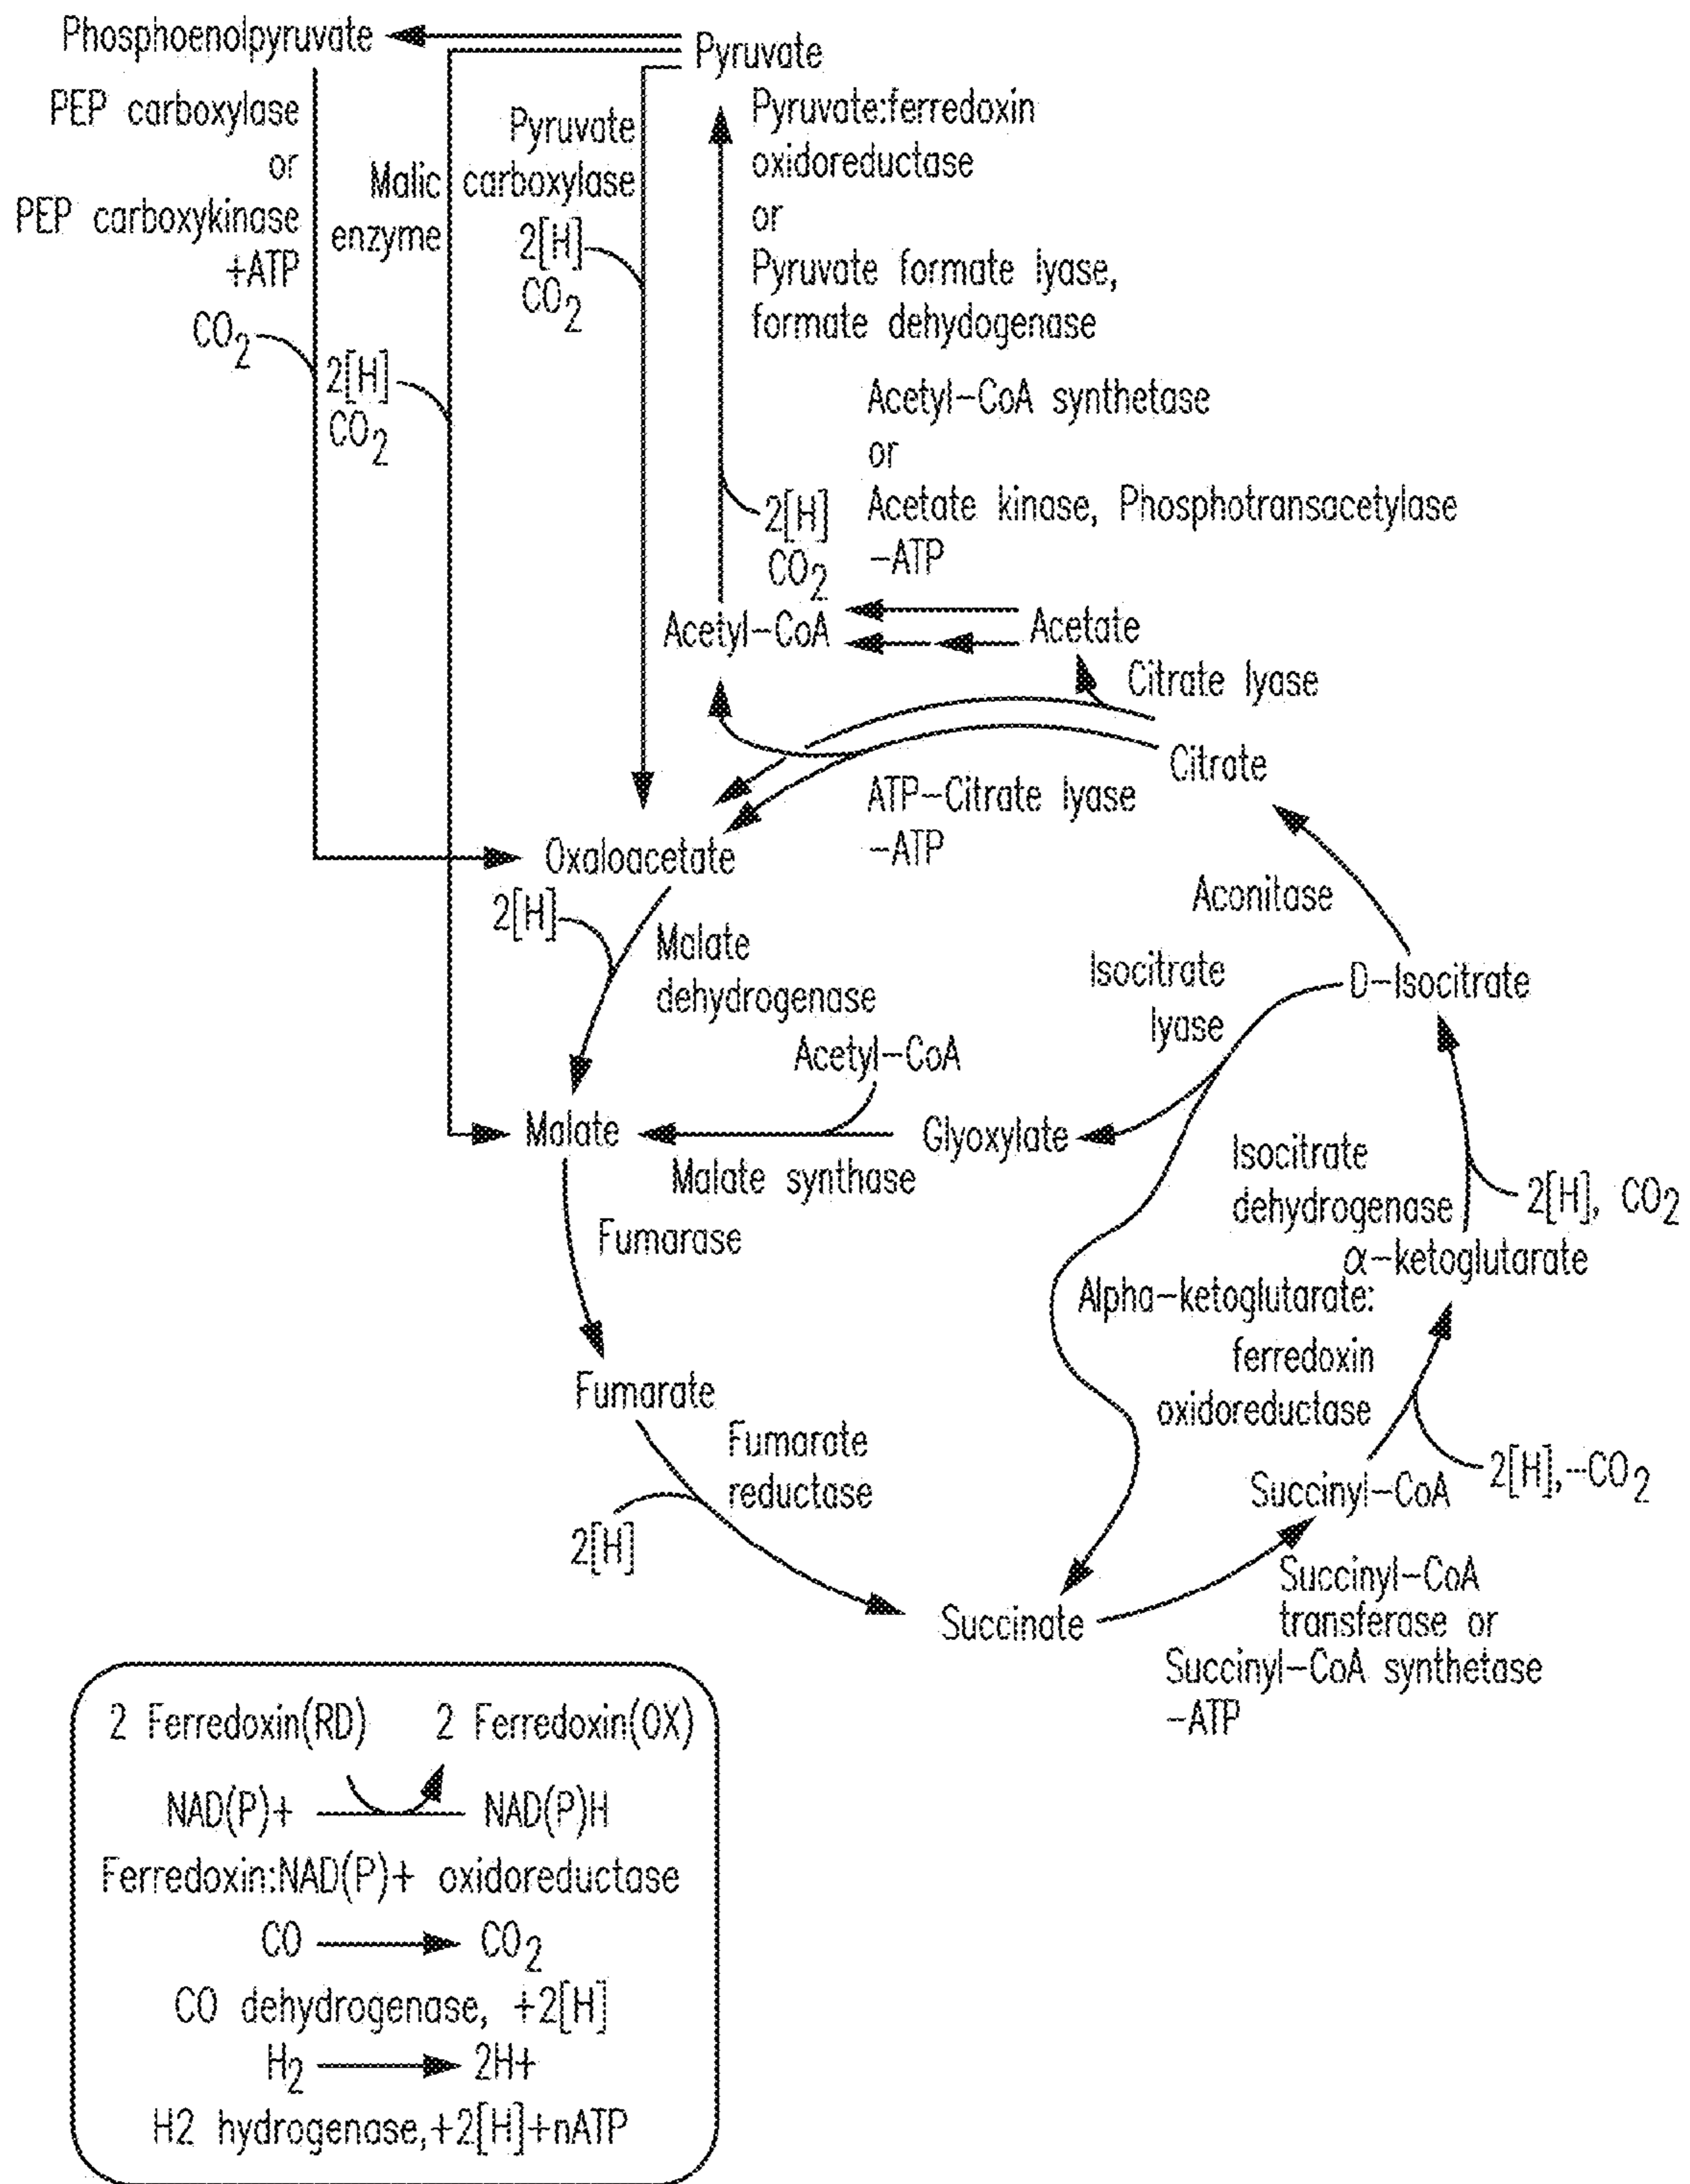 Phosphoenolpyruvate
Pyruvate
PEP carboxylase
or
PEP carboxykinase
+ATP
CO2
Malic
enzyme
2[H]
CO2
Pyruvate
carboxylase
2[H]
CO2
Pyruvate:ferredoxin
oxidoreductase
or
Pyruvate formate lyase,
formate dehydogenase
Acetyl-CoA synthetase
or
Acetate kinase, Phosphotransacetylase
-ATP
2[H]
CO2
Acetyl-CoA
Acetate
Citrate lyase
Citrate
ATP-Citrate lyase
-ATP
Oxaloacetate
2[H]
Malate
dehydrogenase
Aconitase
Isocitrate
lyase
D-Isocitrate
Acetyl-CoA
Malate
Glyoxylate
Malate synthase
Isocitrate
dehydrogenase
2[H], CO2
Fumarase
α-ketoglutarate
Alpha-ketoglutarate:
ferredoxin
oxidoreductase
Fumarate
Fumarate
reductase
2[H]
2[H],--CO2
Succinyl-CoA
Succinate
Succinyl-CoA
transferase or
Succinyl-CoA synthetase
-ATP
2 Ferredoxin(RD) 2 Ferredoxin(OX)
NAD(P)+ NAD(P)H
Ferredoxin:NAD(P)+ oxidoreductase
CO CO2
CO dehydrogenase, +2[H]
H2 2H+
H2 hydrogenase,+2[H]+nATP